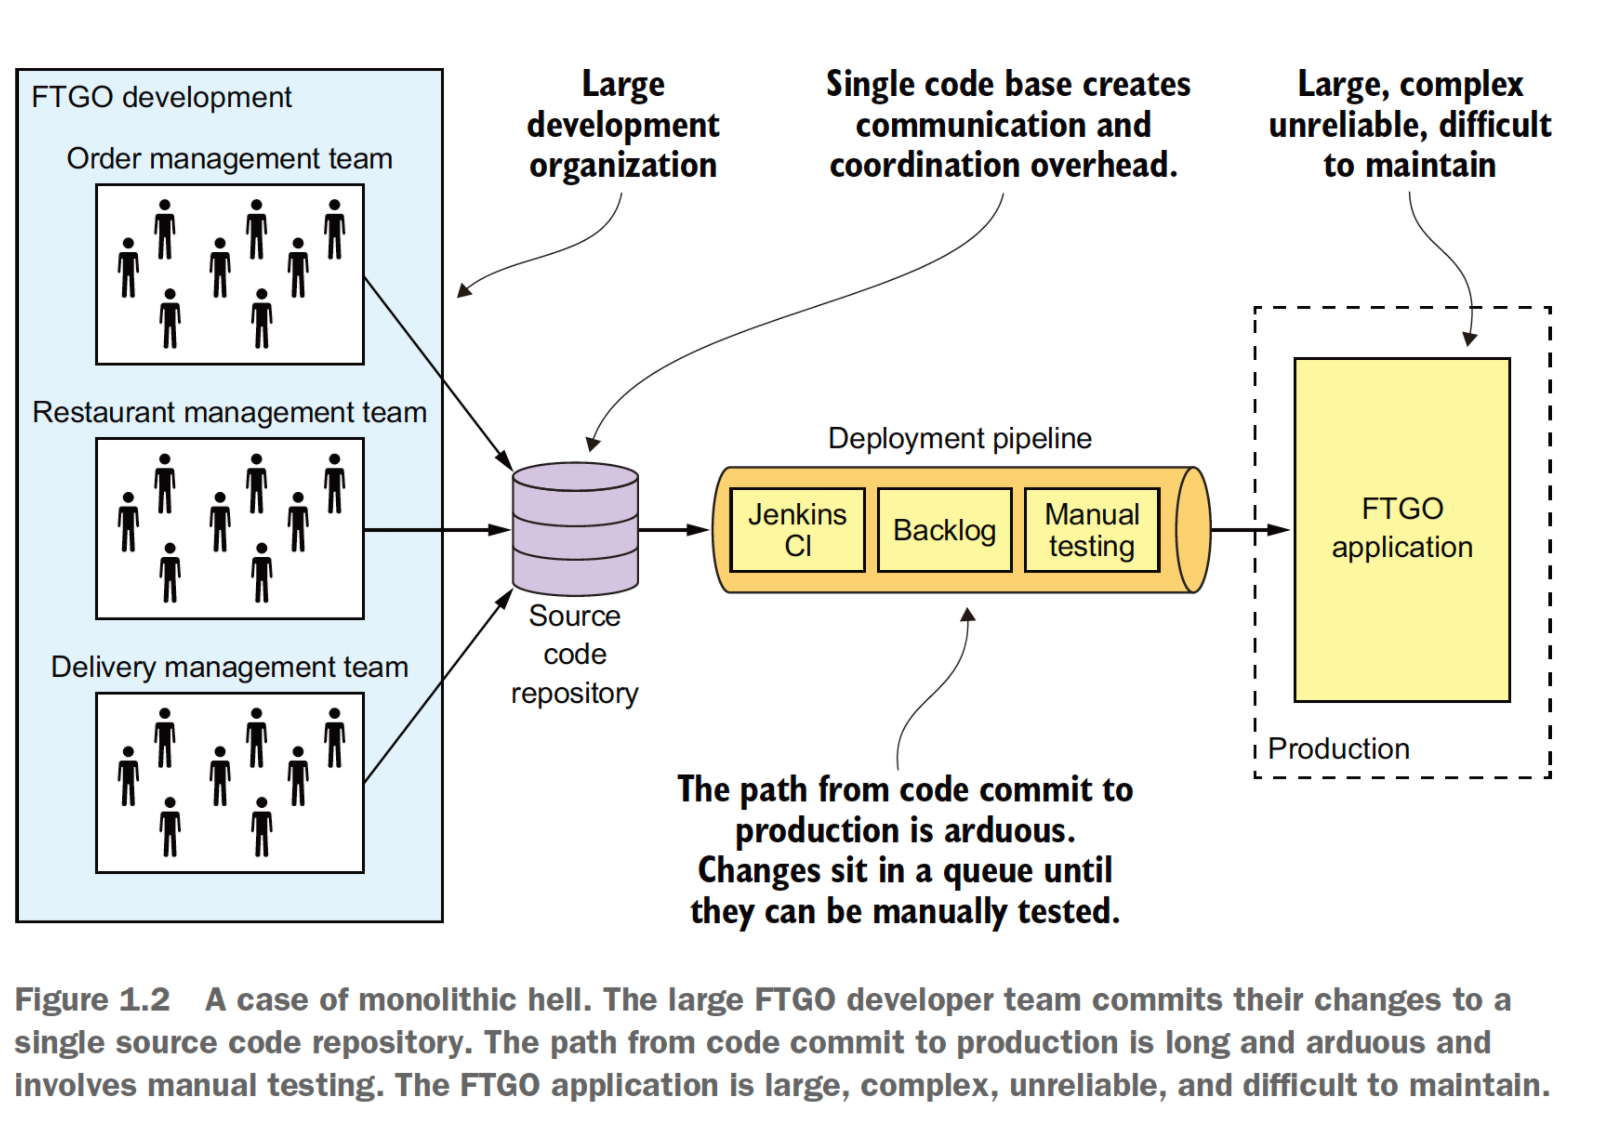 FTGO development
Order management team
Restaurant management team
Delivery management team
Large
development
organization
Single code base creates
communication and
coordination overhead.
Large, complex
unreliable, difficult
to maintain
Source
code
repository
Deployment pipeline
Jenkins
CI
Backlog
Manual
testing
FTGO
application
Production
The path from code commit to
production is arduous.
Changes sit in a queue until
they can be manually tested.
Figure 1.2 A case of monolithic hell. The large FTGO developer team commits their changes to a
single source code repository. The path from code commit to production is long and arduous and
involves manual testing. The FTGO application is large, complex, unreliable, and difficult to maintain.